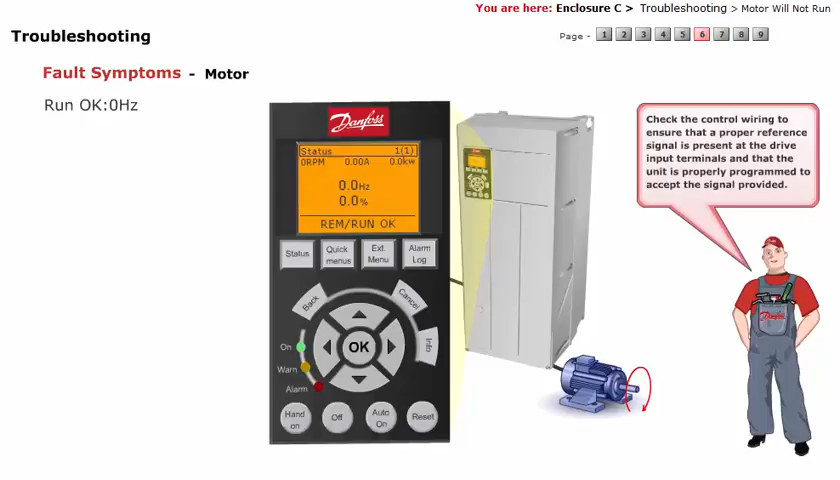 You are here: Enclosure C > Troubleshooting > Motor Will Not Run
Troubleshooting
Page - 1 2 3 4 5 6 7 8 9
Fault Symptoms - Motor
Run OK:0Hz
Danfoss
Status 1(1)
0RPM 0.00A 0.0kw
0.0Hz
0.0%
REM/RUN OK
Status Quick menus Ext. Menu Alarm Log
Back Cancel
OK Info
On
Warn
Alarm
Hand on Off Auto On Reset
Check the control wiring to
ensure that a proper reference
signal is present at the drive
input terminals and that the
unit is properly programmed to
accept the signal provided.
Danfoss